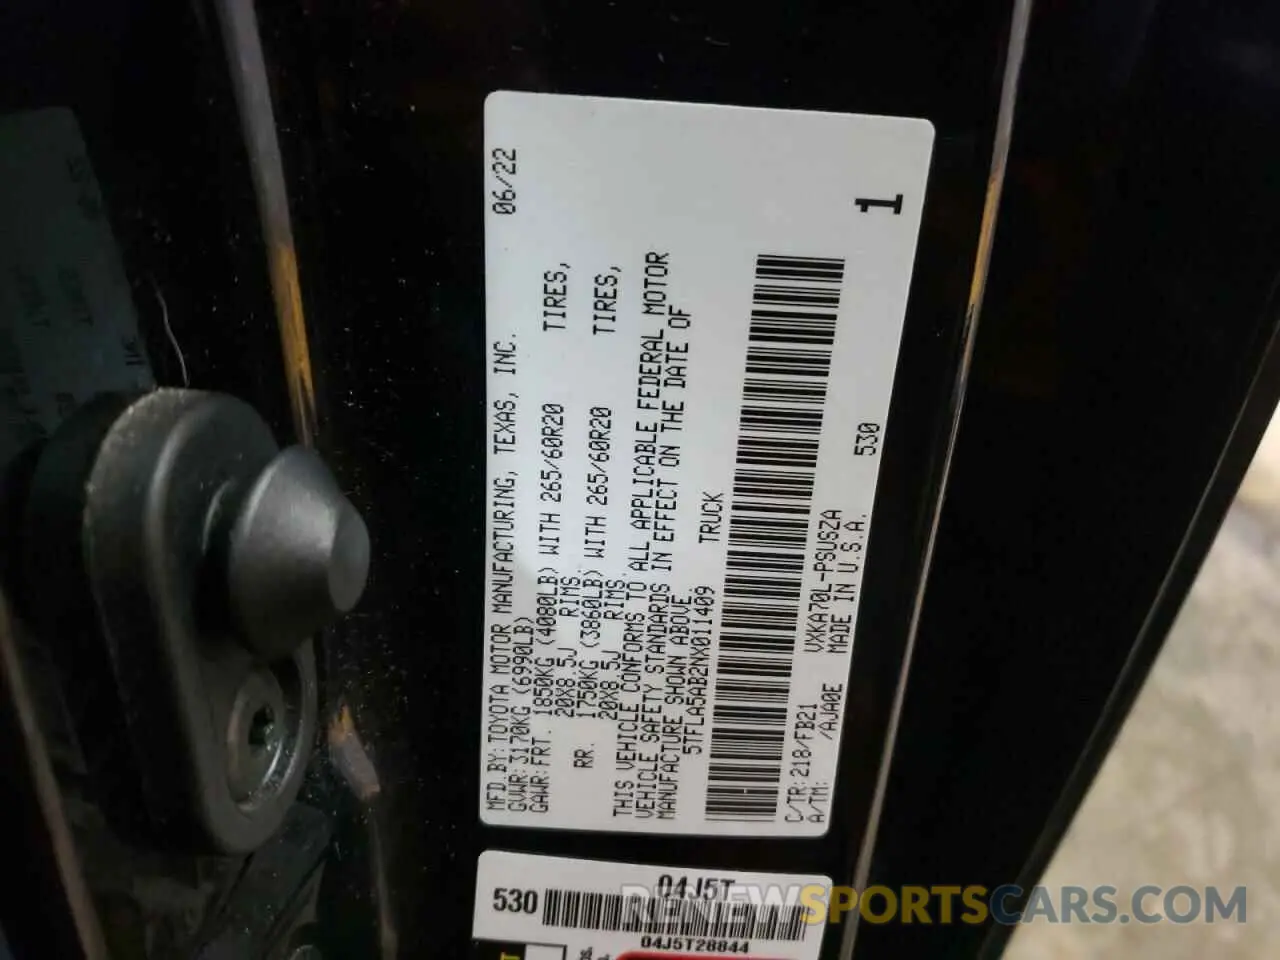 MFD.BY:TOYOTA MOTOR MANUFACTURING, TEXAS, INC. 06/22
GVWR:3170KG (6990LB)
GAWR:FRT. 1850KG (4080LB) WITH 265/60R20 TIRES,
20X8.5J RIMS
RR. 1750KG (3860LB) WITH 265/60R20 TIRES,
20X8.5J RIMS.
THIS VEHICLE CONFORMS TO ALL APPLICABLE FEDERAL MOTOR
VEHICLE SAFETY STANDARDS IN EFFECT ON THE DATE OF
MANUFACTURE SHOWN ABOVE.
5TFLA5AB2NX011409 TRUCK
C/TR:218/FB21 VXKA70L-PSUSZA
A/TM: /AJA0E MADE IN U.S.A. 530
1
530 04J5T
04J5T28844
RENEWSPORTSCARS.COM